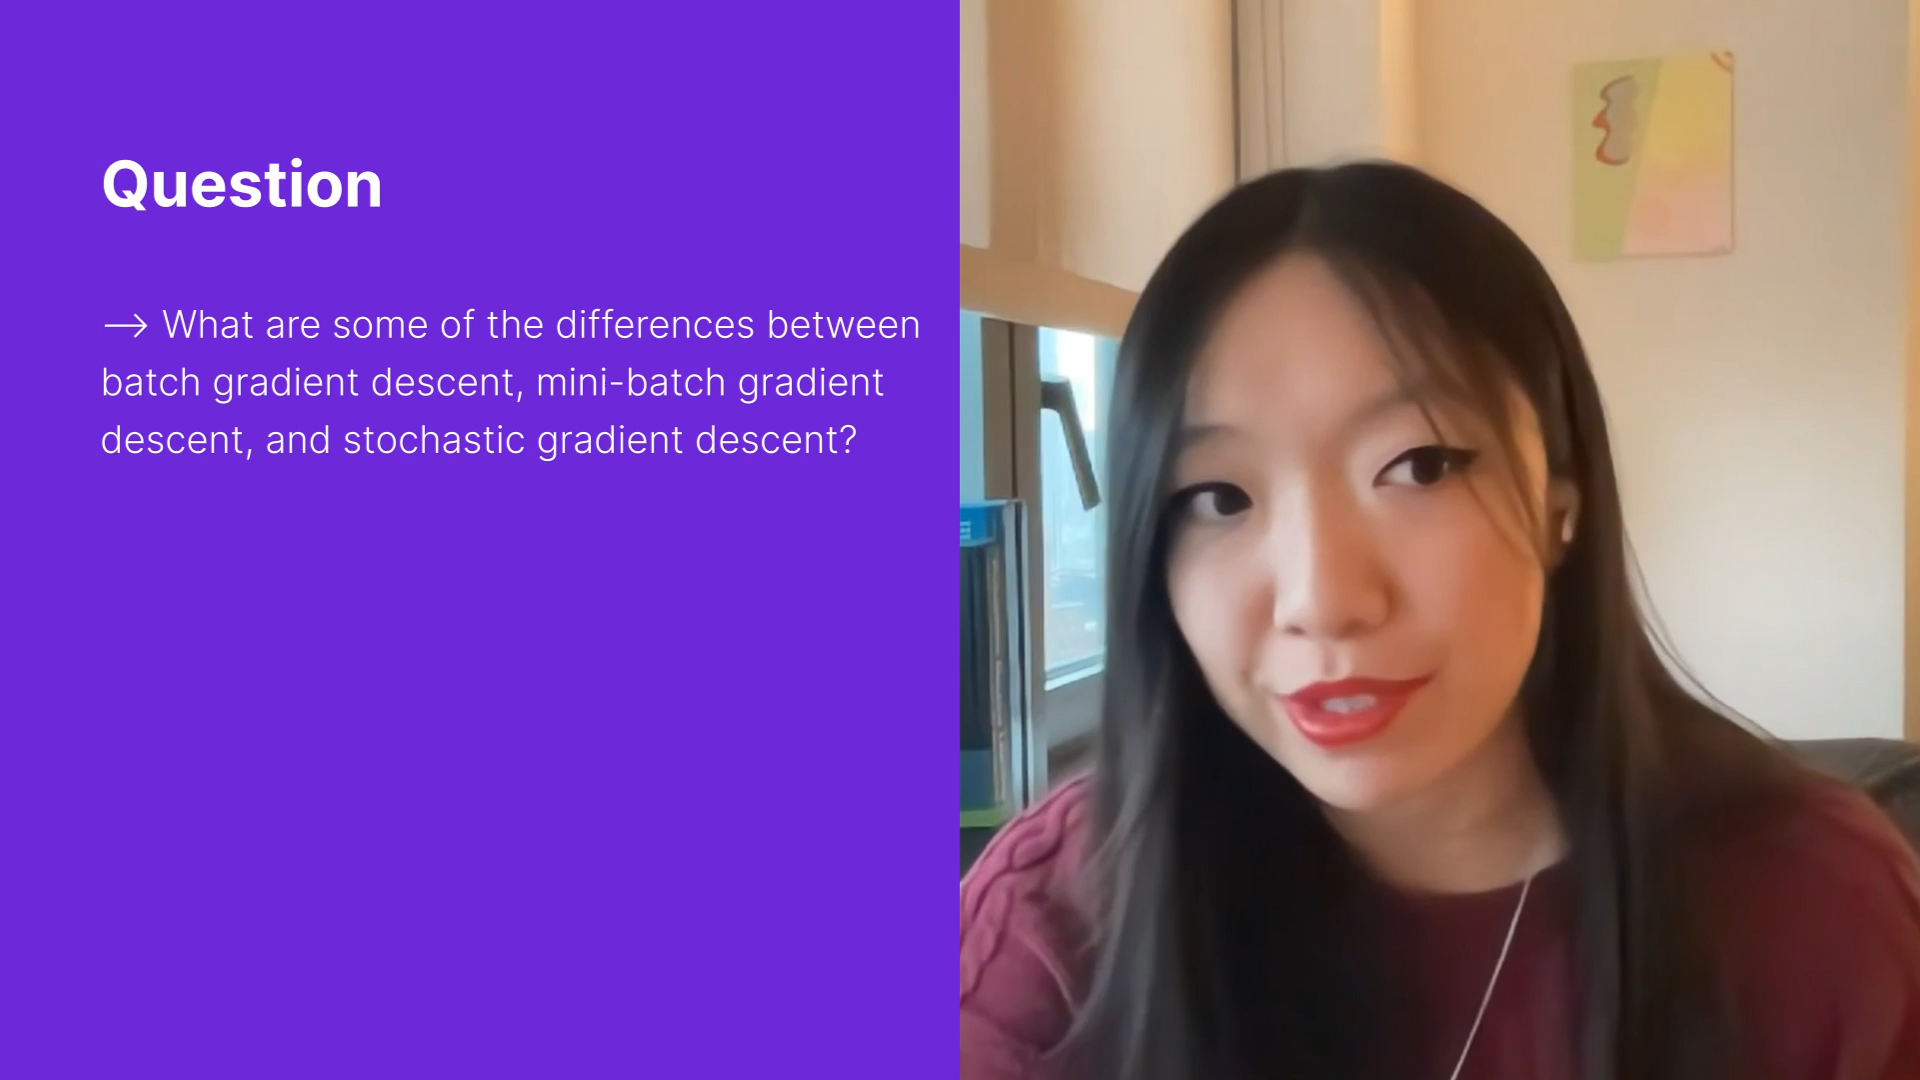 Question
→ What are some of the differences between
batch gradient descent, mini-batch gradient
descent, and stochastic gradient descent?